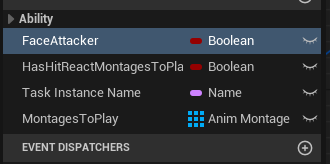 Ability
FaceAttacker Boolean
HasHitReactMontagesToPla Boolean
Task Instance Name Name
MontagesToPlay Anim Montage
EVENT DISPATCHERS